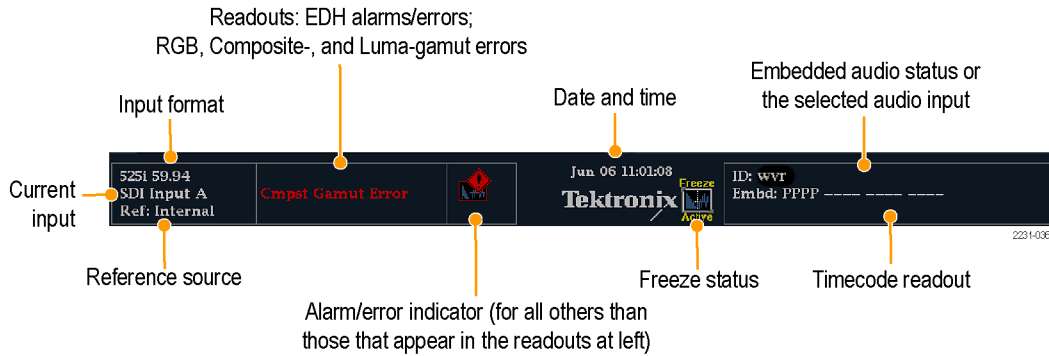 Readouts: EDH alarms/errors;
RGB, Composite-, and Luma-gamut errors
Input format
Date and time
Embedded audio status or
the selected audio input
Current
input
525i 59.94
SDI Input A
Ref: Internal
Cmpst Gamut Error
Jun 06 11:01:08
Tektronix
Freeze
Active
ID: wvr
Embd: PPPP ---- ---- ----
2231-036
Reference source
Alarm/error indicator (for all others than
those that appear in the readouts at left)
Freeze status
Timecode readout